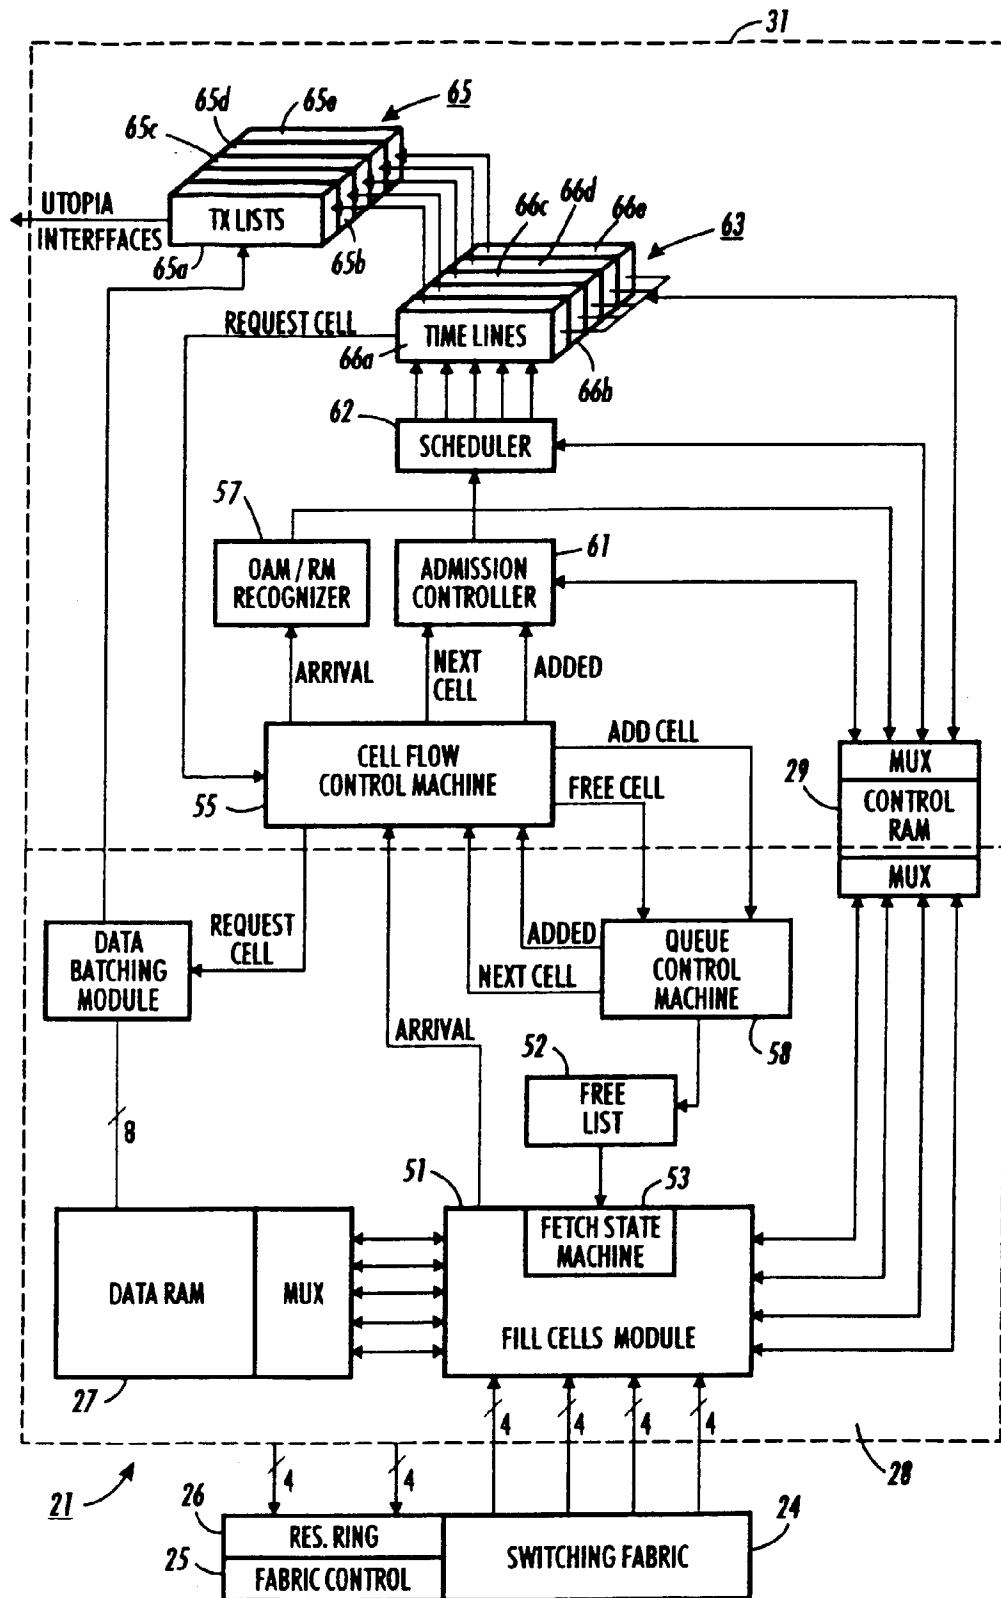 31
65
65e
65d
65c
UTOPIA
INTERFFACES
TX LISTS
65a
65b
66c
66d
66e
63
REQUEST CELL
TIME LINES
66a
66b
62
SCHEDULER
57
OAM / RM
RECOGNIZER
ADMISSION
CONTROLLER
61
ARRIVAL
NEXT
CELL
ADDED
CELL FLOW
CONTROL MACHINE
55
ADD CELL
FREE CELL
29
MUX
CONTROL
RAM
MUX
DATA
BATCHING
MODULE
REQUEST
CELL
ADDED
NEXT CELL
QUEUE
CONTROL
MACHINE
58
ARRIVAL
52
FREE
LIST
8
51
53
FETCH STATE
MACHINE
DATA RAM
MUX
FILL CELLS MODULE
27
4
4
4
4
28
21
4
4
26
RES. RING
25
FABRIC CONTROL
SWITCHING FABRIC
24